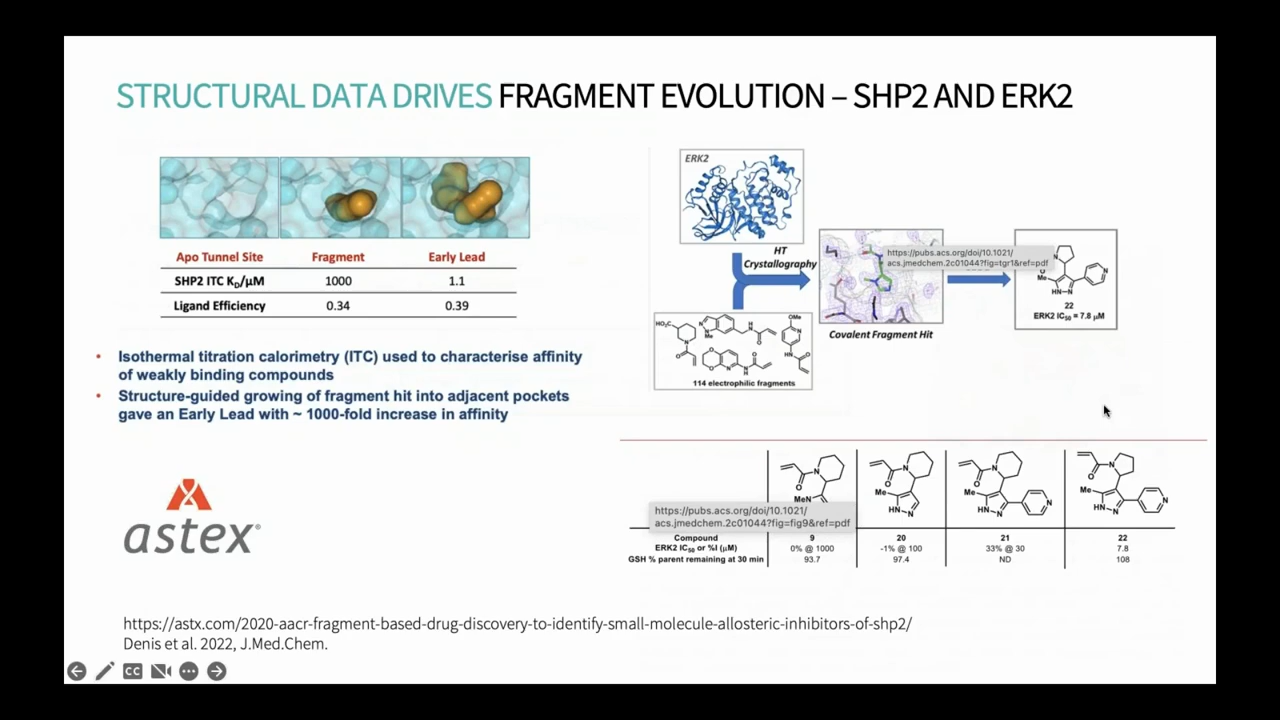 STRUCTURAL DATA DRIVES FRAGMENT EVOLUTION – SHP2 AND ERK2
Apo Tunnel Site Fragment Early Lead
SHP2 ITC KD/µM 1000 1.1
Ligand Efficiency 0.34 0.39
• Isothermal titration calorimetry (ITC) used to characterise affinity
of weakly binding compounds
• Structure-guided growing of fragment hit into adjacent pockets
gave an Early Lead with ~ 1000-fold increase in affinity
astex®
ERK2
HT
Crystallography
HO₂C
N
Me
N
O
OMe
HN
114 electrophilic fragments
https://pubs.acs.org/doi/10.1021/
acs.jmedchem.2c01044?fig=tgr1&ref=pdf
Covalent Fragment Hit
Me
HN-N
N
22
ERK2 IC50 = 7.8 µM
https://pubs.acs.org/doi/10.1021/
acs.jmedchem.2c01044?fig=fig9&ref=pdf
N
O
MeN
N
O
Me
HN-N
N
O
Me
HN-N
N
N
O
Me
HN-N
N
Compound 9 20 21 22
ERK2 IC50 or %I (µM) 0% @ 1000 -1% @ 100 33% @ 30 7.8
GSH % parent remaining at 30 min 93.7 97.4 ND 108
https://astx.com/2020-aacr-fragment-based-drug-discovery-to-identify-small-molecule-allosteric-inhibitors-of-shp2/
Denis et al. 2022, J.Med.Chem.
CC